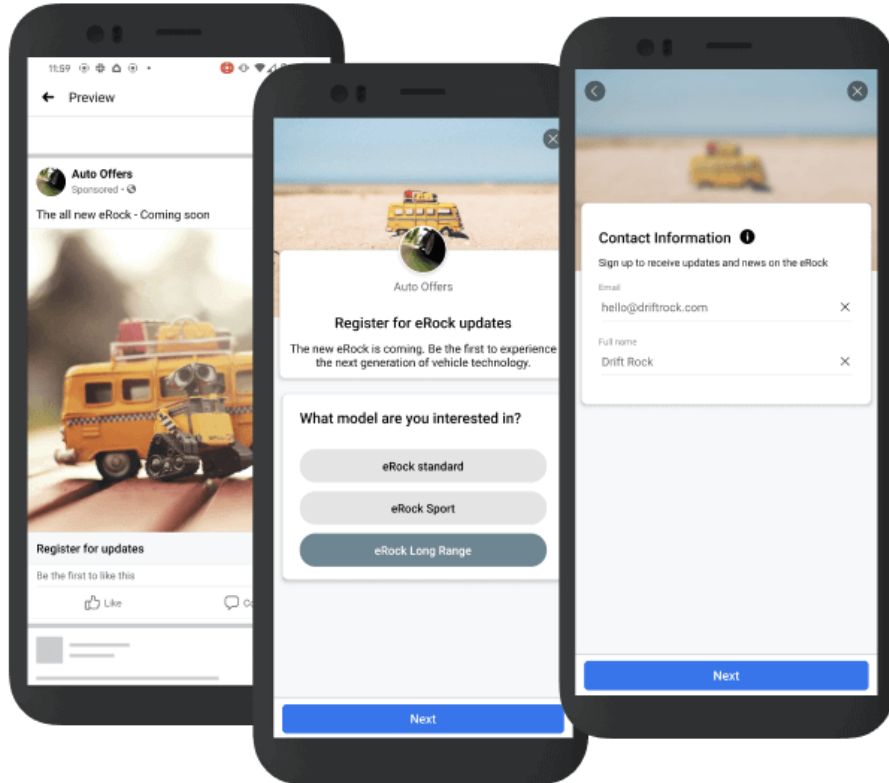 11:59
Preview
Auto Offers
Sponsored •
The all new eRock - Coming soon
Register for updates
Be the first to like this
Like
Auto Offers
Register for eRock updates
The new eRock is coming. Be the first to experience
the next generation of vehicle technology.
What model are you interested in?
eRock standard
eRock Sport
eRock Long Range
Next
Contact Information
Sign up to receive updates and news on the eRock
Email
hello@driftrock.com
Full name
Drift Rock
Next